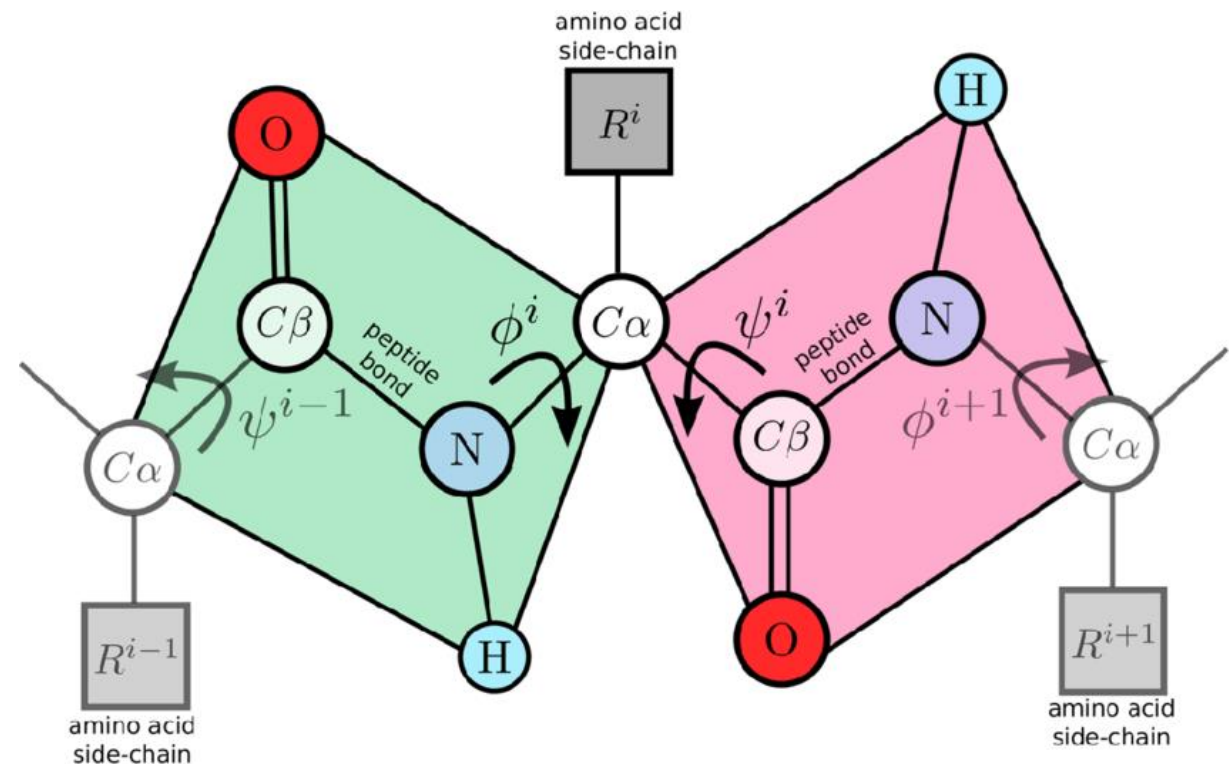 amino acid
side-chain
R^i
H
O
Cβ
peptide
bond
ϕ^i
Cα
ψ^i
peptide
bond
N
ψ^{i−1}
Cα
N
Cβ
ϕ^{i+1}
Cα
R^{i−1}
H
O
R^{i+1}
amino acid
side-chain
amino acid
side-chain